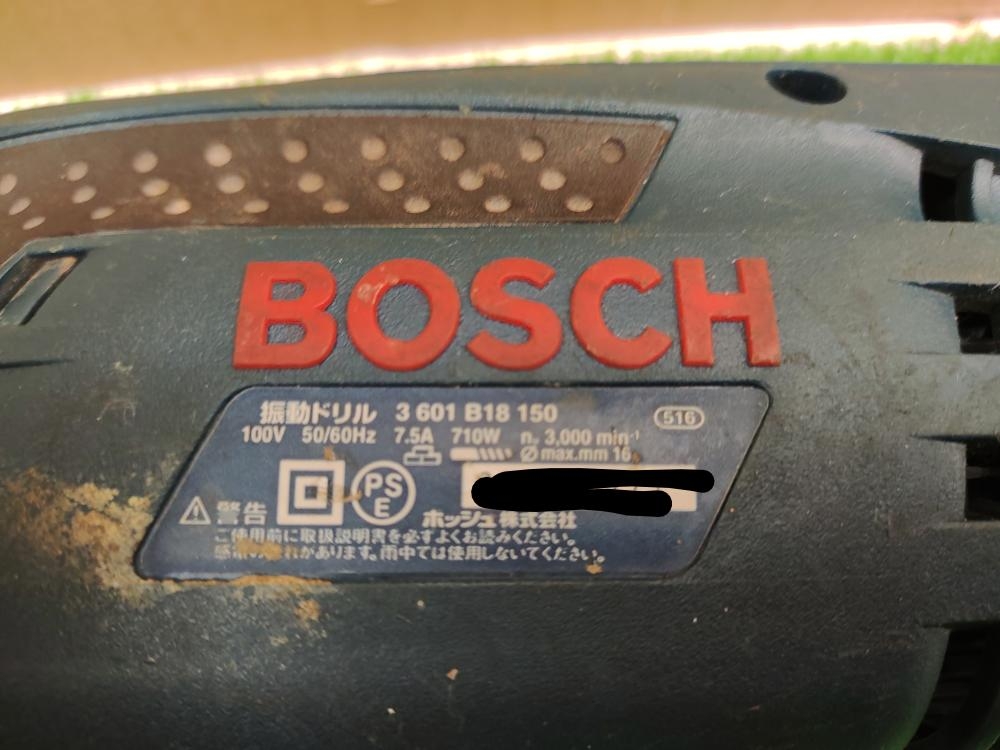 BOSCH
振動ドリル 3 601 B18 150 516
100V 50/60Hz 7.5A 710W n₀ 3,000 min⁻¹
Ø max.mm 16
PS
E
警告
ボッシュ株式会社
ご使用前に取扱説明書を必ずよくお読みください。
感電の恐れがあります。雨中では使用しないでください。